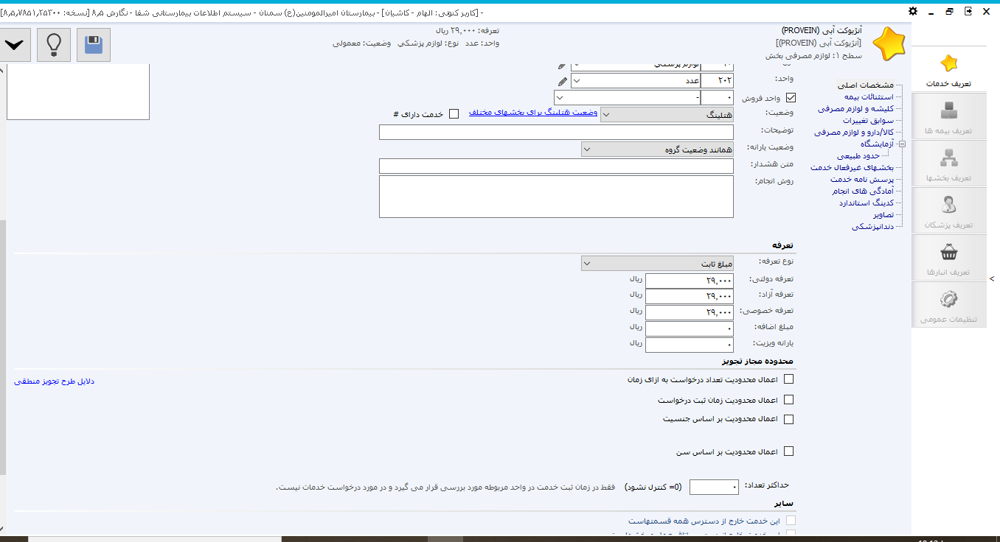 - [کاربر کنونی: الهام - کاشیان] - بیمارستان امیرالمومنین(ع) سمنان - سیستم اطلاعات بیمارستانی شفا - نگارش ۸٫۵ [نسخه: ۸٫۵٫۷۸۵۱٫۲۵۳۰۰]
آنژیوکت آبی (PROVEIN)
[آنژیوکت آبی (PROVEIN)]
سطح ۱: لوازم مصرفی بخش
تعرفه: ۲۹,۰۰۰ ریال
واحد: عدد نوع: لوازم پزشکی وضعیت: معمولی
تعریف خدمات
تعریف بیمه ها
تعریف بخشها
تعریف پزشکان
تعریف انبارها
تنظیمات عمومی
>
مشخصات اصلی
استثنائات بیمه
کلیشه و لوازم مصرفی
سوابق تغییرات
کالا/دارو و لوازم مصرفی
آزمایشگاه
حدود طبیعی
بخشهای غیرفعال خدمت
پرسش نامه خدمت
آمادگی های انجام
کدینگ استاندارد
تصاویر
دندانپزشکی
لوازم پزشکی
واحد: ۲۰۲ عدد
واحد فروش ۰ -
وضعیت: هتلینگ وضعیت هتلینگ برای بخشهای مختلف خدمت دارای #
توضیحات:
وضعیت یارانه: همانند وضعیت گروه
متن هشدار:
روش انجام:
تعرفه
نوع تعرفه: مبلغ ثابت
تعرفه دولتی: ۲۹,۰۰۰ ریال
تعرفه آزاد: ۲۹,۰۰۰ ریال
تعرفه خصوصی: ۲۹,۰۰۰ ریال
مبلغ اضافه: ۰ ریال
یارانه ویزیت: ۰ ریال
محدوده مجاز تجویز
اعمال محدودیت تعداد درخواست به ازای زمان
دلایل طرح تجویز منطقی
اعمال محدودیت زمان ثبت درخواست
اعمال محدودیت بر اساس جنسیت
اعمال محدودیت بر اساس سن
حداکثر تعداد: ۰ (0= کنترل نشود) فقط در زمان ثبت خدمت در واحد مربوطه مورد بررسی قرار می گیرد و در مورد درخواست خدمات نیست.
سایر
این خدمت خارج از دسترس همه قسمتهاست